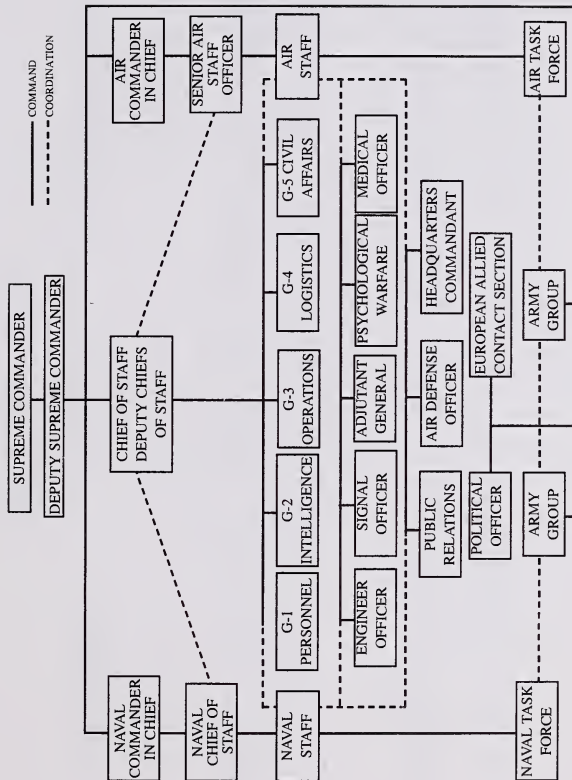 COMMAND
COORDINATION
SUPREME COMMANDER
DEPUTY SUPREME COMMANDER
NAVAL
COMMANDER
IN CHIEF
AIR
COMMANDER
IN CHIEF
NAVAL
CHIEF OF
STAFF
CHIEF OF STAFF
DEPUTY CHIEFS
OF STAFF
SENIOR AIR
STAFF
OFFICER
NAVAL
STAFF
G-1
PERSONNEL
G-2
INTELLIGENCE
G-3
OPERATIONS
G-4
LOGISTICS
G-5 CIVIL
AFFAIRS
AIR
STAFF
ENGINEER
OFFICER
SIGNAL
OFFICER
ADJUTANT
GENERAL
PSYCHOLOGICAL
WARFARE
MEDICAL
OFFICER
PUBLIC
RELATIONS
AIR DEFENSE
OFFICER
HEADQUARTERS
COMMANDANT
POLITICAL
OFFICER
EUROPEAN ALLIED
CONTACT SECTION
NAVAL TASK
FORCE
ARMY
GROUP
ARMY
GROUP
AIR TASK
FORCE